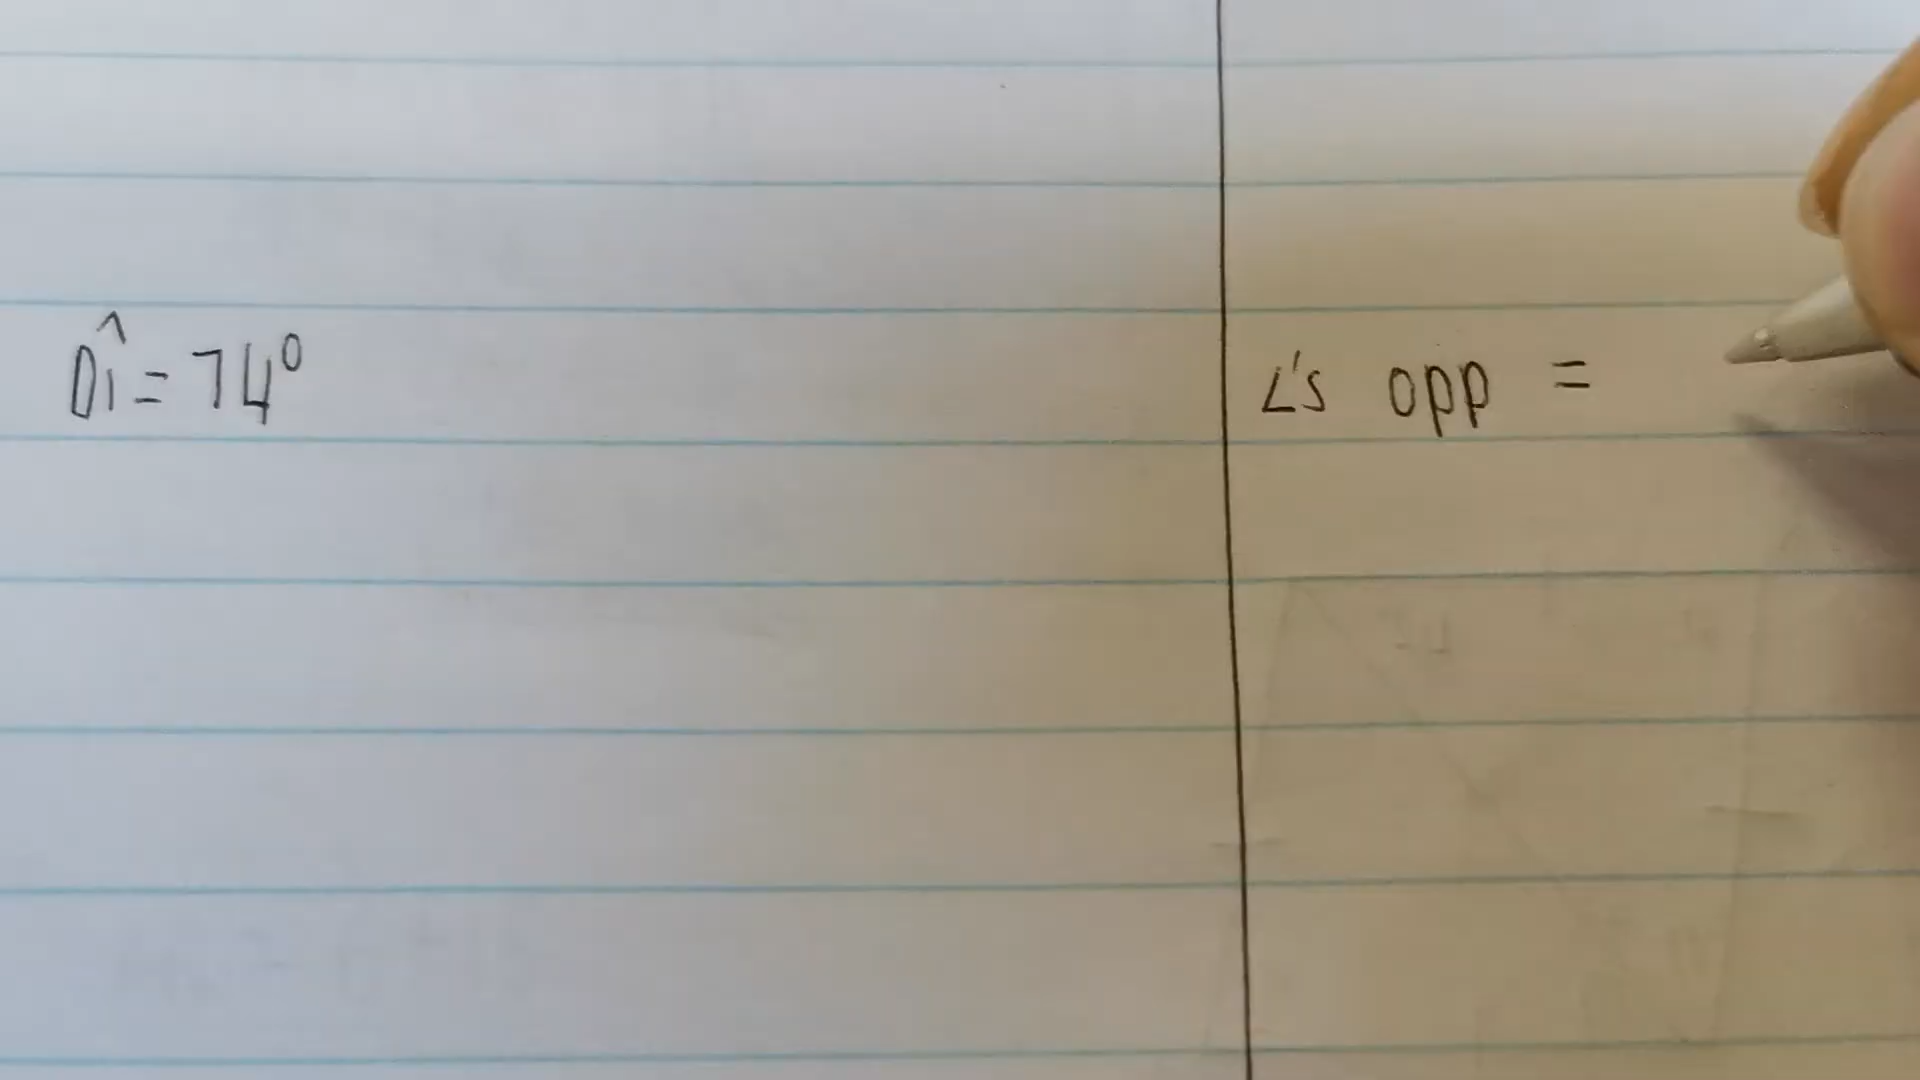 D̂1 = 74° ∠'s opp =